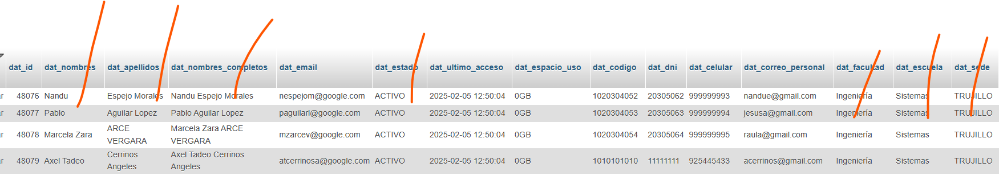 dat_id dat_nombres dat_apellidos dat_nombres_completos dat_email dat_estado dat_ultimo_acceso dat_espacio_uso dat_codigo dat_dni dat_celular dat_correo_personal dat_facultad dat_escuela dat_sede
ar 48076 Nandu Espejo Morales Nandu Espejo Morales nespejom@google.com ACTIVO 2025-02-05 12:50:04 0GB 1020304052 20305062 999999993 nandue@gmail.com Ingeniería Sistemas TRUJILLO
ar 48077 Pablo Aguilar Lopez Pablo Aguilar Lopez paguilarl@google.com ACTIVO 2025-02-05 12:50:04 0GB 1020304053 20305063 999999994 jesusa@gmail.com Ingeniería Sistemas TRUJILLO
ar 48078 Marcela Zara ARCE VERGARA Marcela Zara ARCE VERGARA mzarcev@google.com ACTIVO 2025-02-05 12:50:04 0GB 1020304054 20305064 999999995 raula@gmail.com Ingeniería Sistemas TRUJILLO
ar 48079 Axel Tadeo Cerrinos Angeles Axel Tadeo Cerrinos Angeles atcerrinosa@google.com ACTIVO 2025-02-05 12:50:04 0GB 1010101010 11111111 925445433 acerrinos@gmail.com Ingeniería Sistemas TRUJILLO